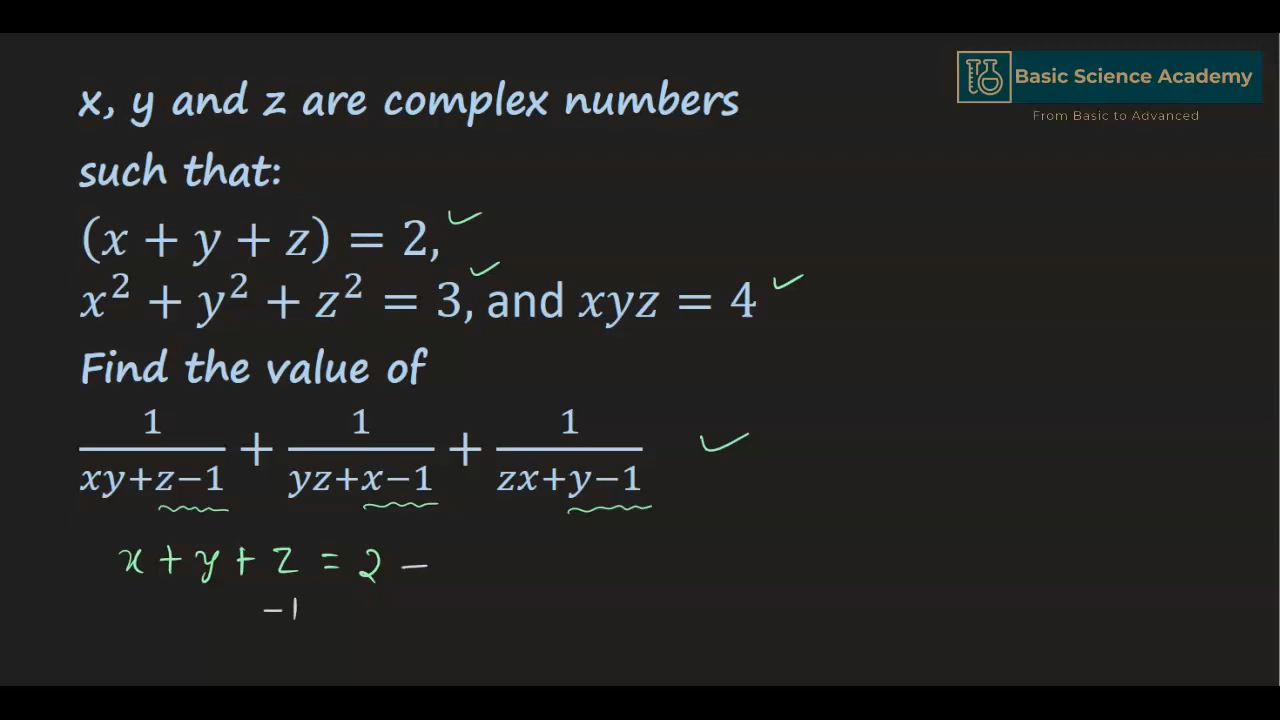 Basic Science Academy
From Basic to Advanced
x, y and z are complex numbers
such that:
(x + y + z) = 2,
x² + y² + z² = 3, and xyz = 4
Find the value of
1/(xy+z−1) + 1/(yz+x−1) + 1/(zx+y−1)
x + y + z = 2 −
−1